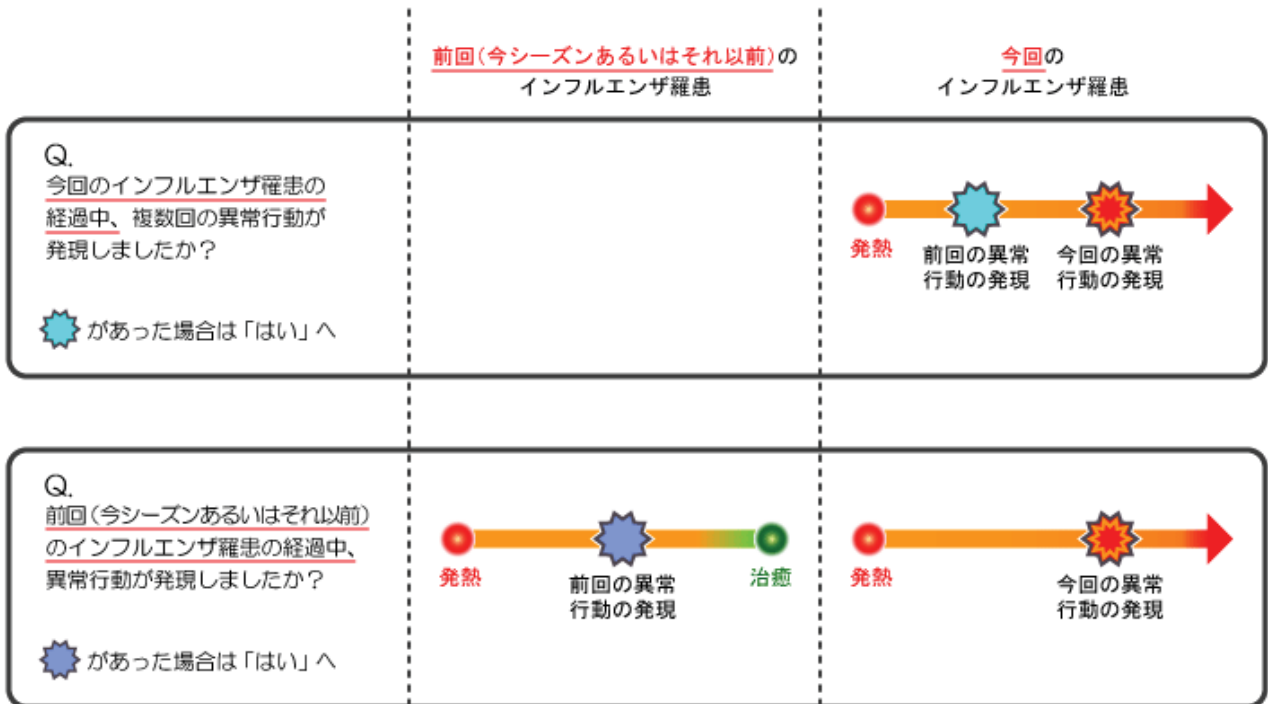 前回(今シーズンあるいはそれ以前)の
インフルエンザ罹患
今回の
インフルエンザ罹患
Q.
今回のインフルエンザ罹患の
経過中、複数回の異常行動が
発現しましたか？
があった場合は「はい」へ
発熱
前回の異常
行動の発現
今回の異常
行動の発現
Q.
前回(今シーズンあるいはそれ以前)
のインフルエンザ罹患の経過中、
異常行動が発現しましたか？
があった場合は「はい」へ
発熱
前回の異常
行動の発現
治癒
発熱
今回の異常
行動の発現